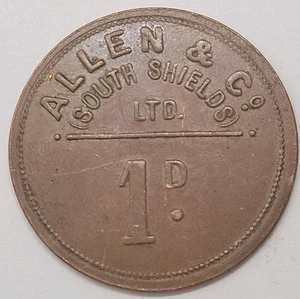 ALLEN & Co.
(SOUTH SHIELDS)
LTD.
1D.